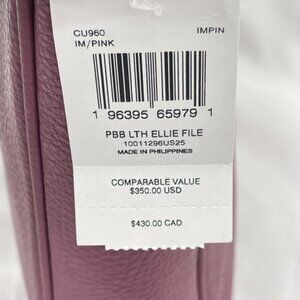 CU960 IMPIN
IM/PINK
1 96395 65979 1
PBB LTH ELLIE FILE
10011296US25
MADE IN PHILIPPINES
COMPARABLE VALUE
$350.00 USD
$430.00 CAD